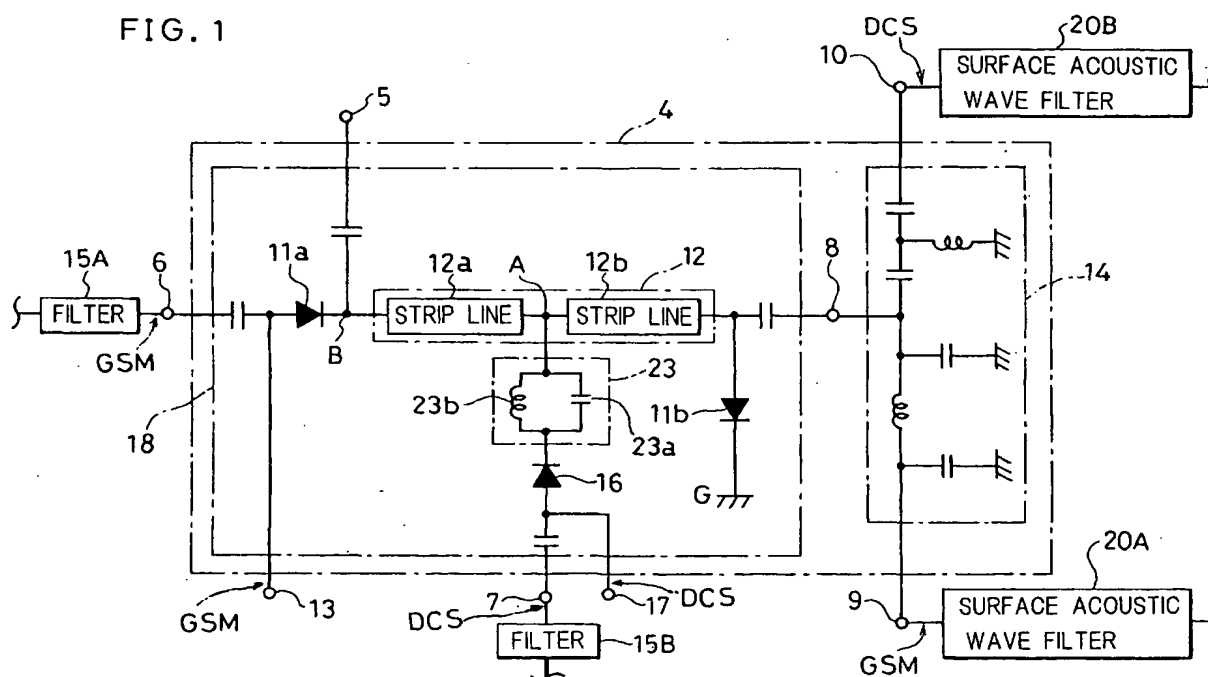 FIG. 1
DCS
20B
10
SURFACE ACOUSTIC
WAVE FILTER
5
4
15A
6
11a
12a
A
12b
12
8
14
FILTER
STRIP LINE
STRIP LINE
GSM
B
23
23b
11b
18
23a
16
G
20A
13
7
17
DCS
GSM
DCS
9
SURFACE ACOUSTIC
WAVE FILTER
FILTER
15B
GSM